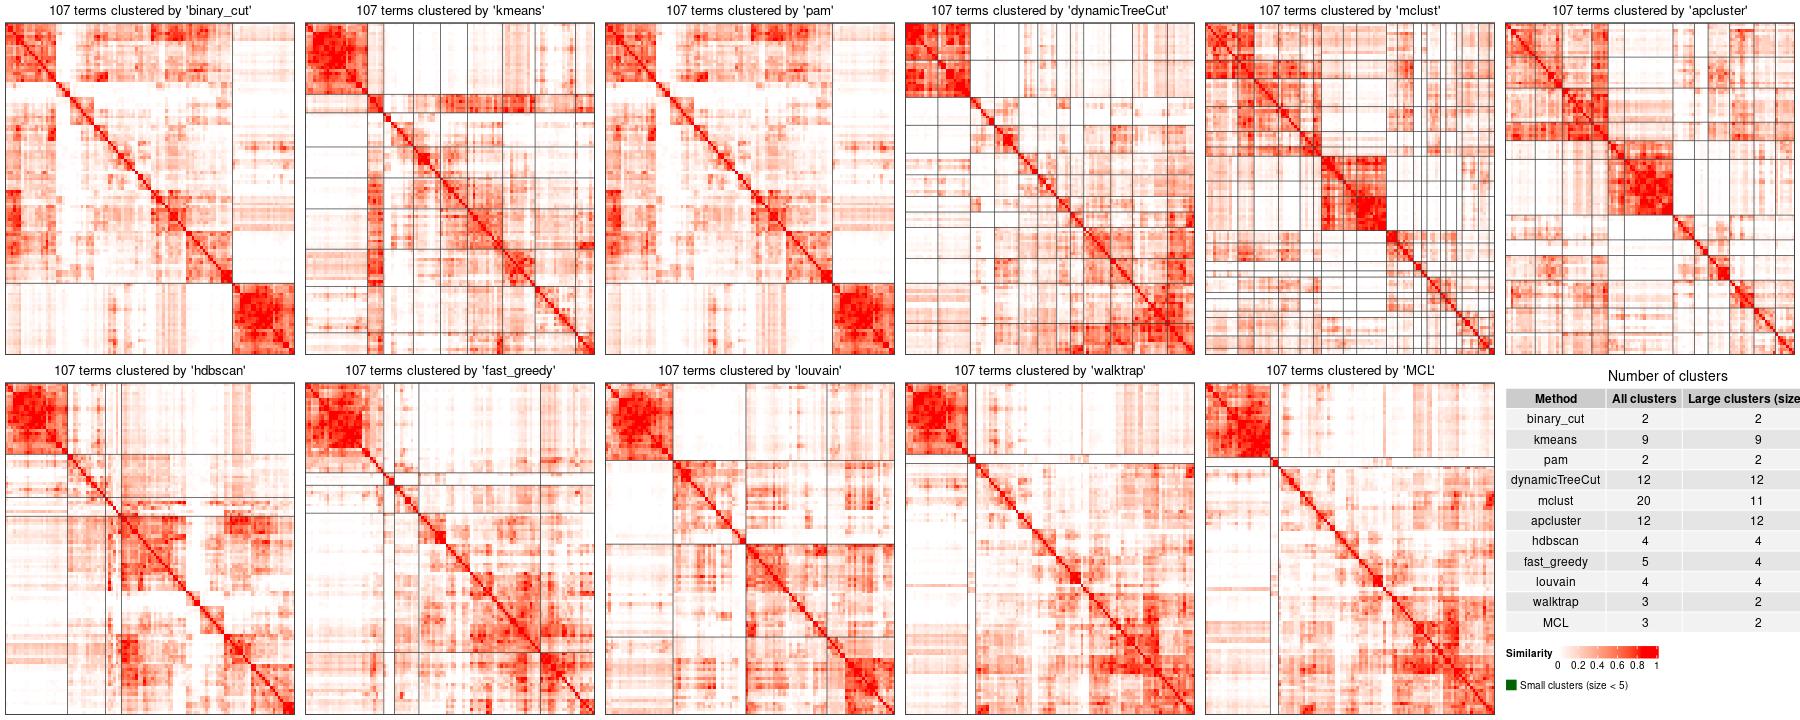 107 terms clustered by 'binary_cut'
107 terms clustered by 'kmeans'
107 terms clustered by 'pam'
107 terms clustered by 'dynamicTreeCut'
107 terms clustered by 'mclust'
107 terms clustered by 'apcluster'
107 terms clustered by 'hdbscan'
107 terms clustered by 'fast_greedy'
107 terms clustered by 'louvain'
107 terms clustered by 'walktrap'
107 terms clustered by 'MCL'
Number of clusters
Method All clusters Large clusters (size
binary_cut 2 2
kmeans 9 9
pam 2 2
dynamicTreeCut 12 12
mclust 20 11
apcluster 12 12
hdbscan 4 4
fast_greedy 5 4
louvain 4 4
walktrap 3 2
MCL 3 2
Similarity
0 0.2 0.4 0.6 0.8 1
Small clusters (size < 5)